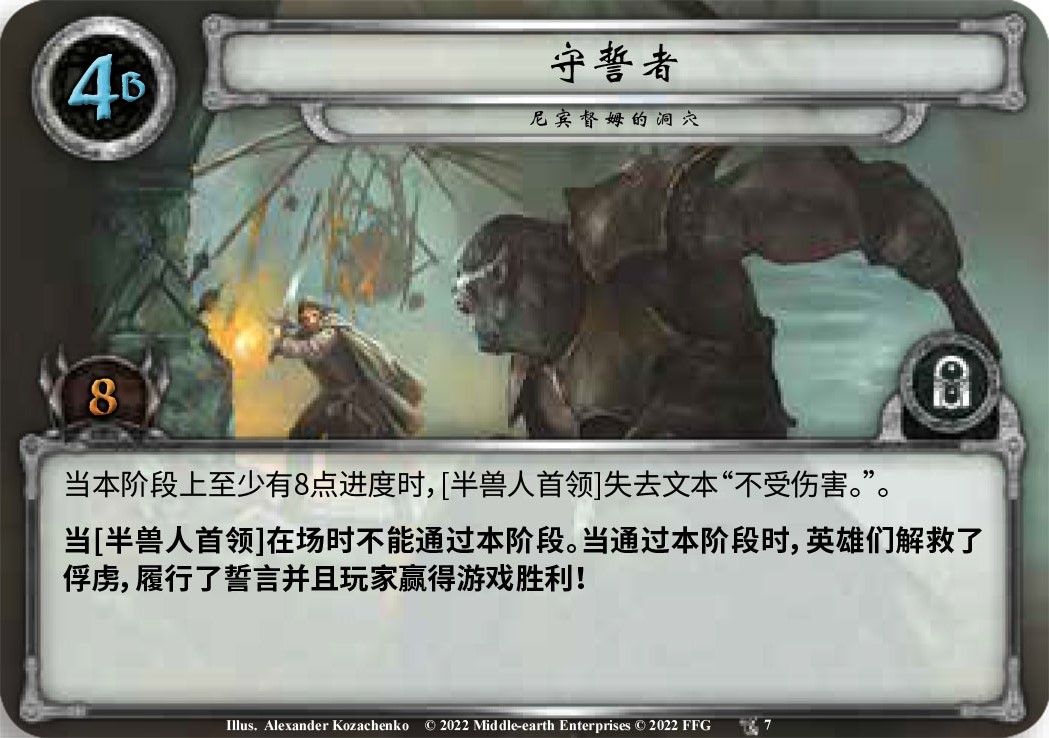 4B
守誓者
尼宾督姆的洞穴
8
当本阶段上至少有8点进度时，[半兽人首领]失去文本“不受伤害。”。
当[半兽人首领]在场时不能通过本阶段。当通过本阶段时，英雄们解救了
俘虏，履行了誓言并且玩家赢得游戏胜利！
Illus. Alexander Kozachenko © 2022 Middle-earth Enterprises © 2022 FFG 7